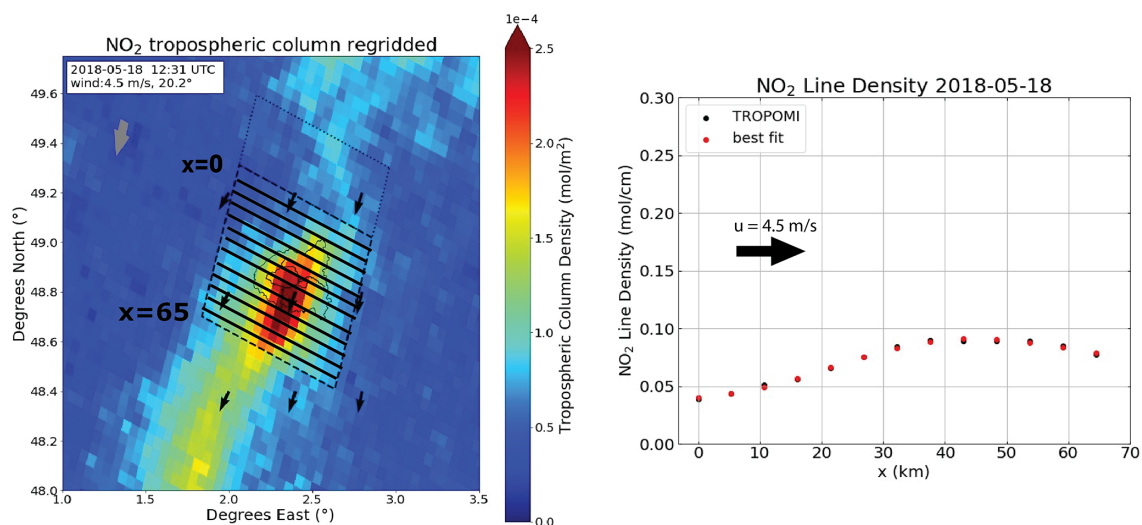 NO₂ tropospheric column regridded
2018-05-18 12:31 UTC
wind:4.5 m/s, 20.2°
x=0
x=65
49.6
49.4
49.2
49.0
48.8
48.6
48.4
48.2
48.0
Degrees North (°)
1.0 1.5 2.0 2.5 3.0 3.5
Degrees East (°)
1e−4
2.5
2.0
1.5
1.0
0.5
0.0
Tropospheric Column Density (mol/m²)
NO₂ Line Density 2018-05-18
TROPOMI
best fit
u = 4.5 m/s
0.30
0.25
0.20
0.15
0.10
0.05
0.00
NO₂ Line Density (mol/cm)
0 10 20 30 40 50 60 70
x (km)